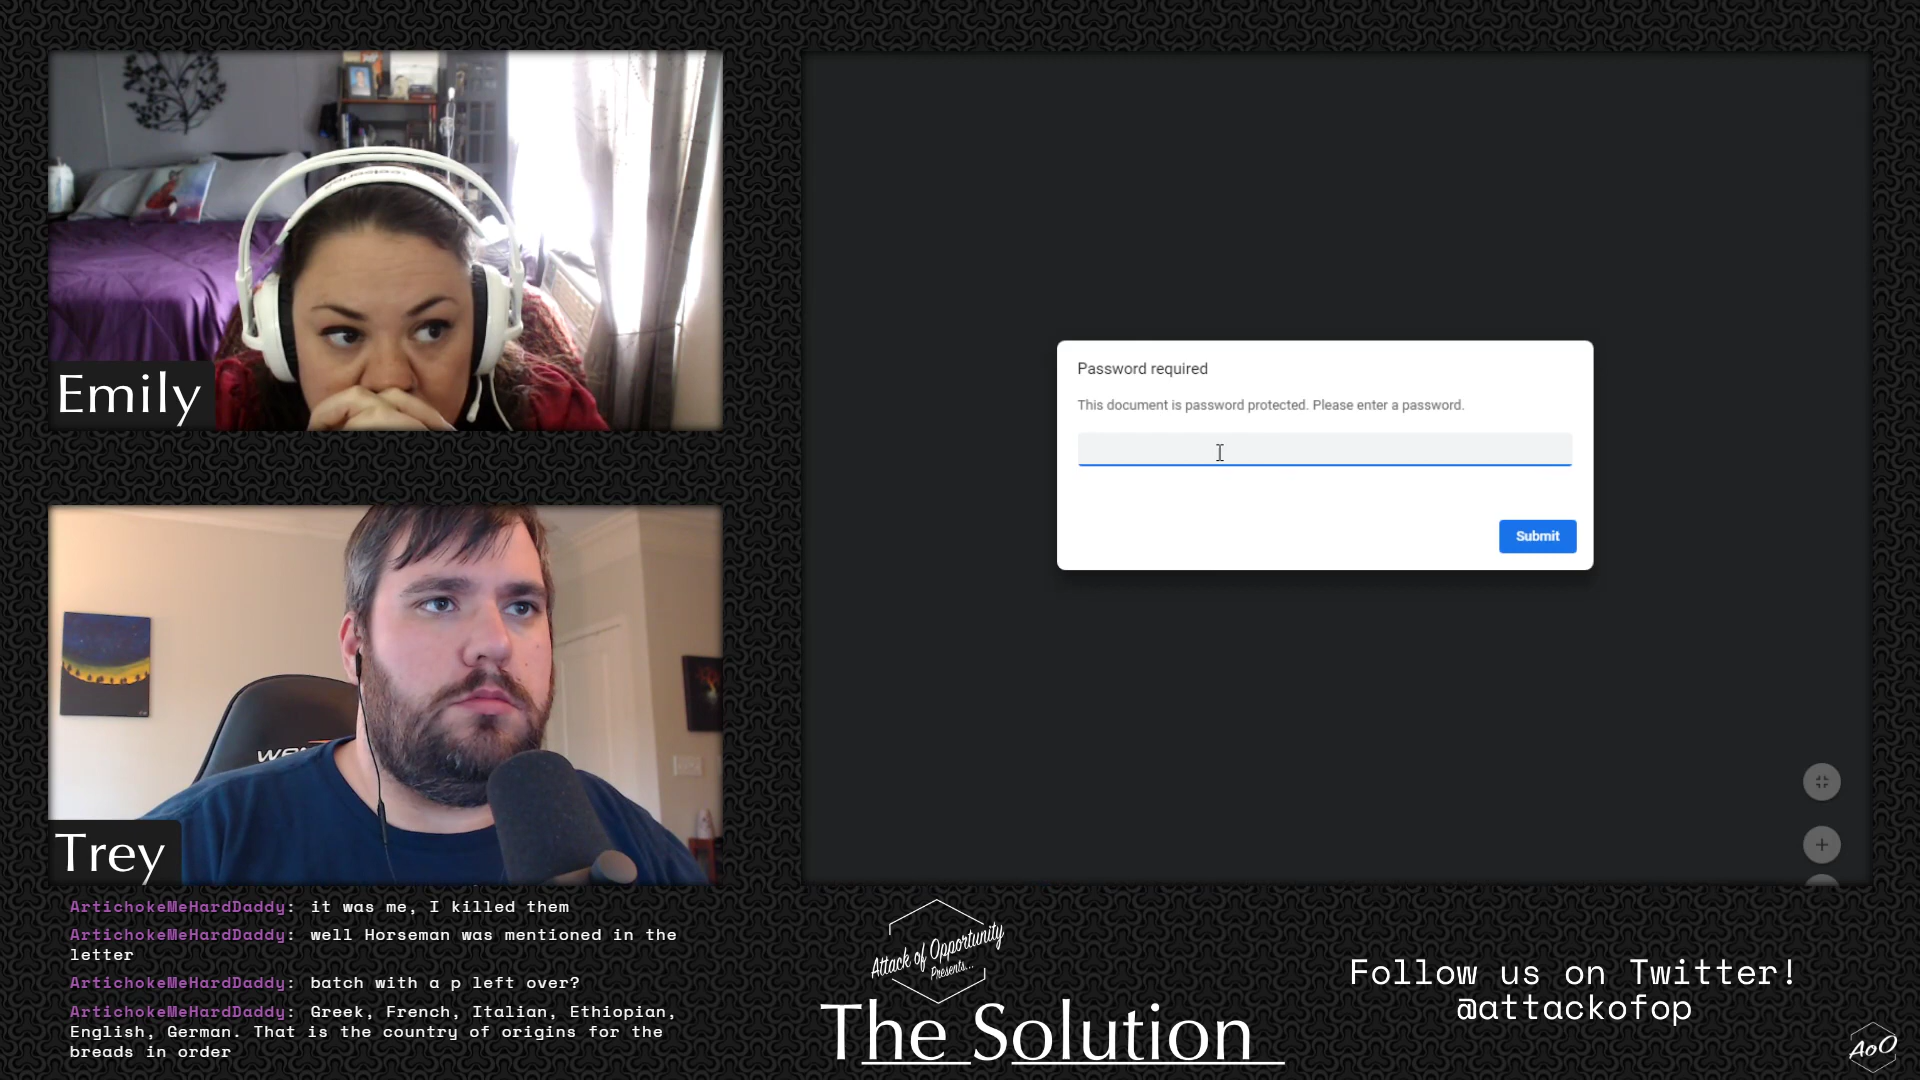 Emily
Trey
Password required
This document is password protected. Please enter a password.
Submit
ArtichokeMeHardDaddy: it was me, I killed them
ArtichokeMeHardDaddy: well Horseman was mentioned in the
letter
ArtichokeMeHardDaddy: batch with a p left over?
ArtichokeMeHardDaddy: Greek, French, Italian, Ethiopian,
English, German. That is the country of origins for the
breads in order
Attack of Opportunity
Presents...
The Solution
Follow us on Twitter!
@attackofop
AoO